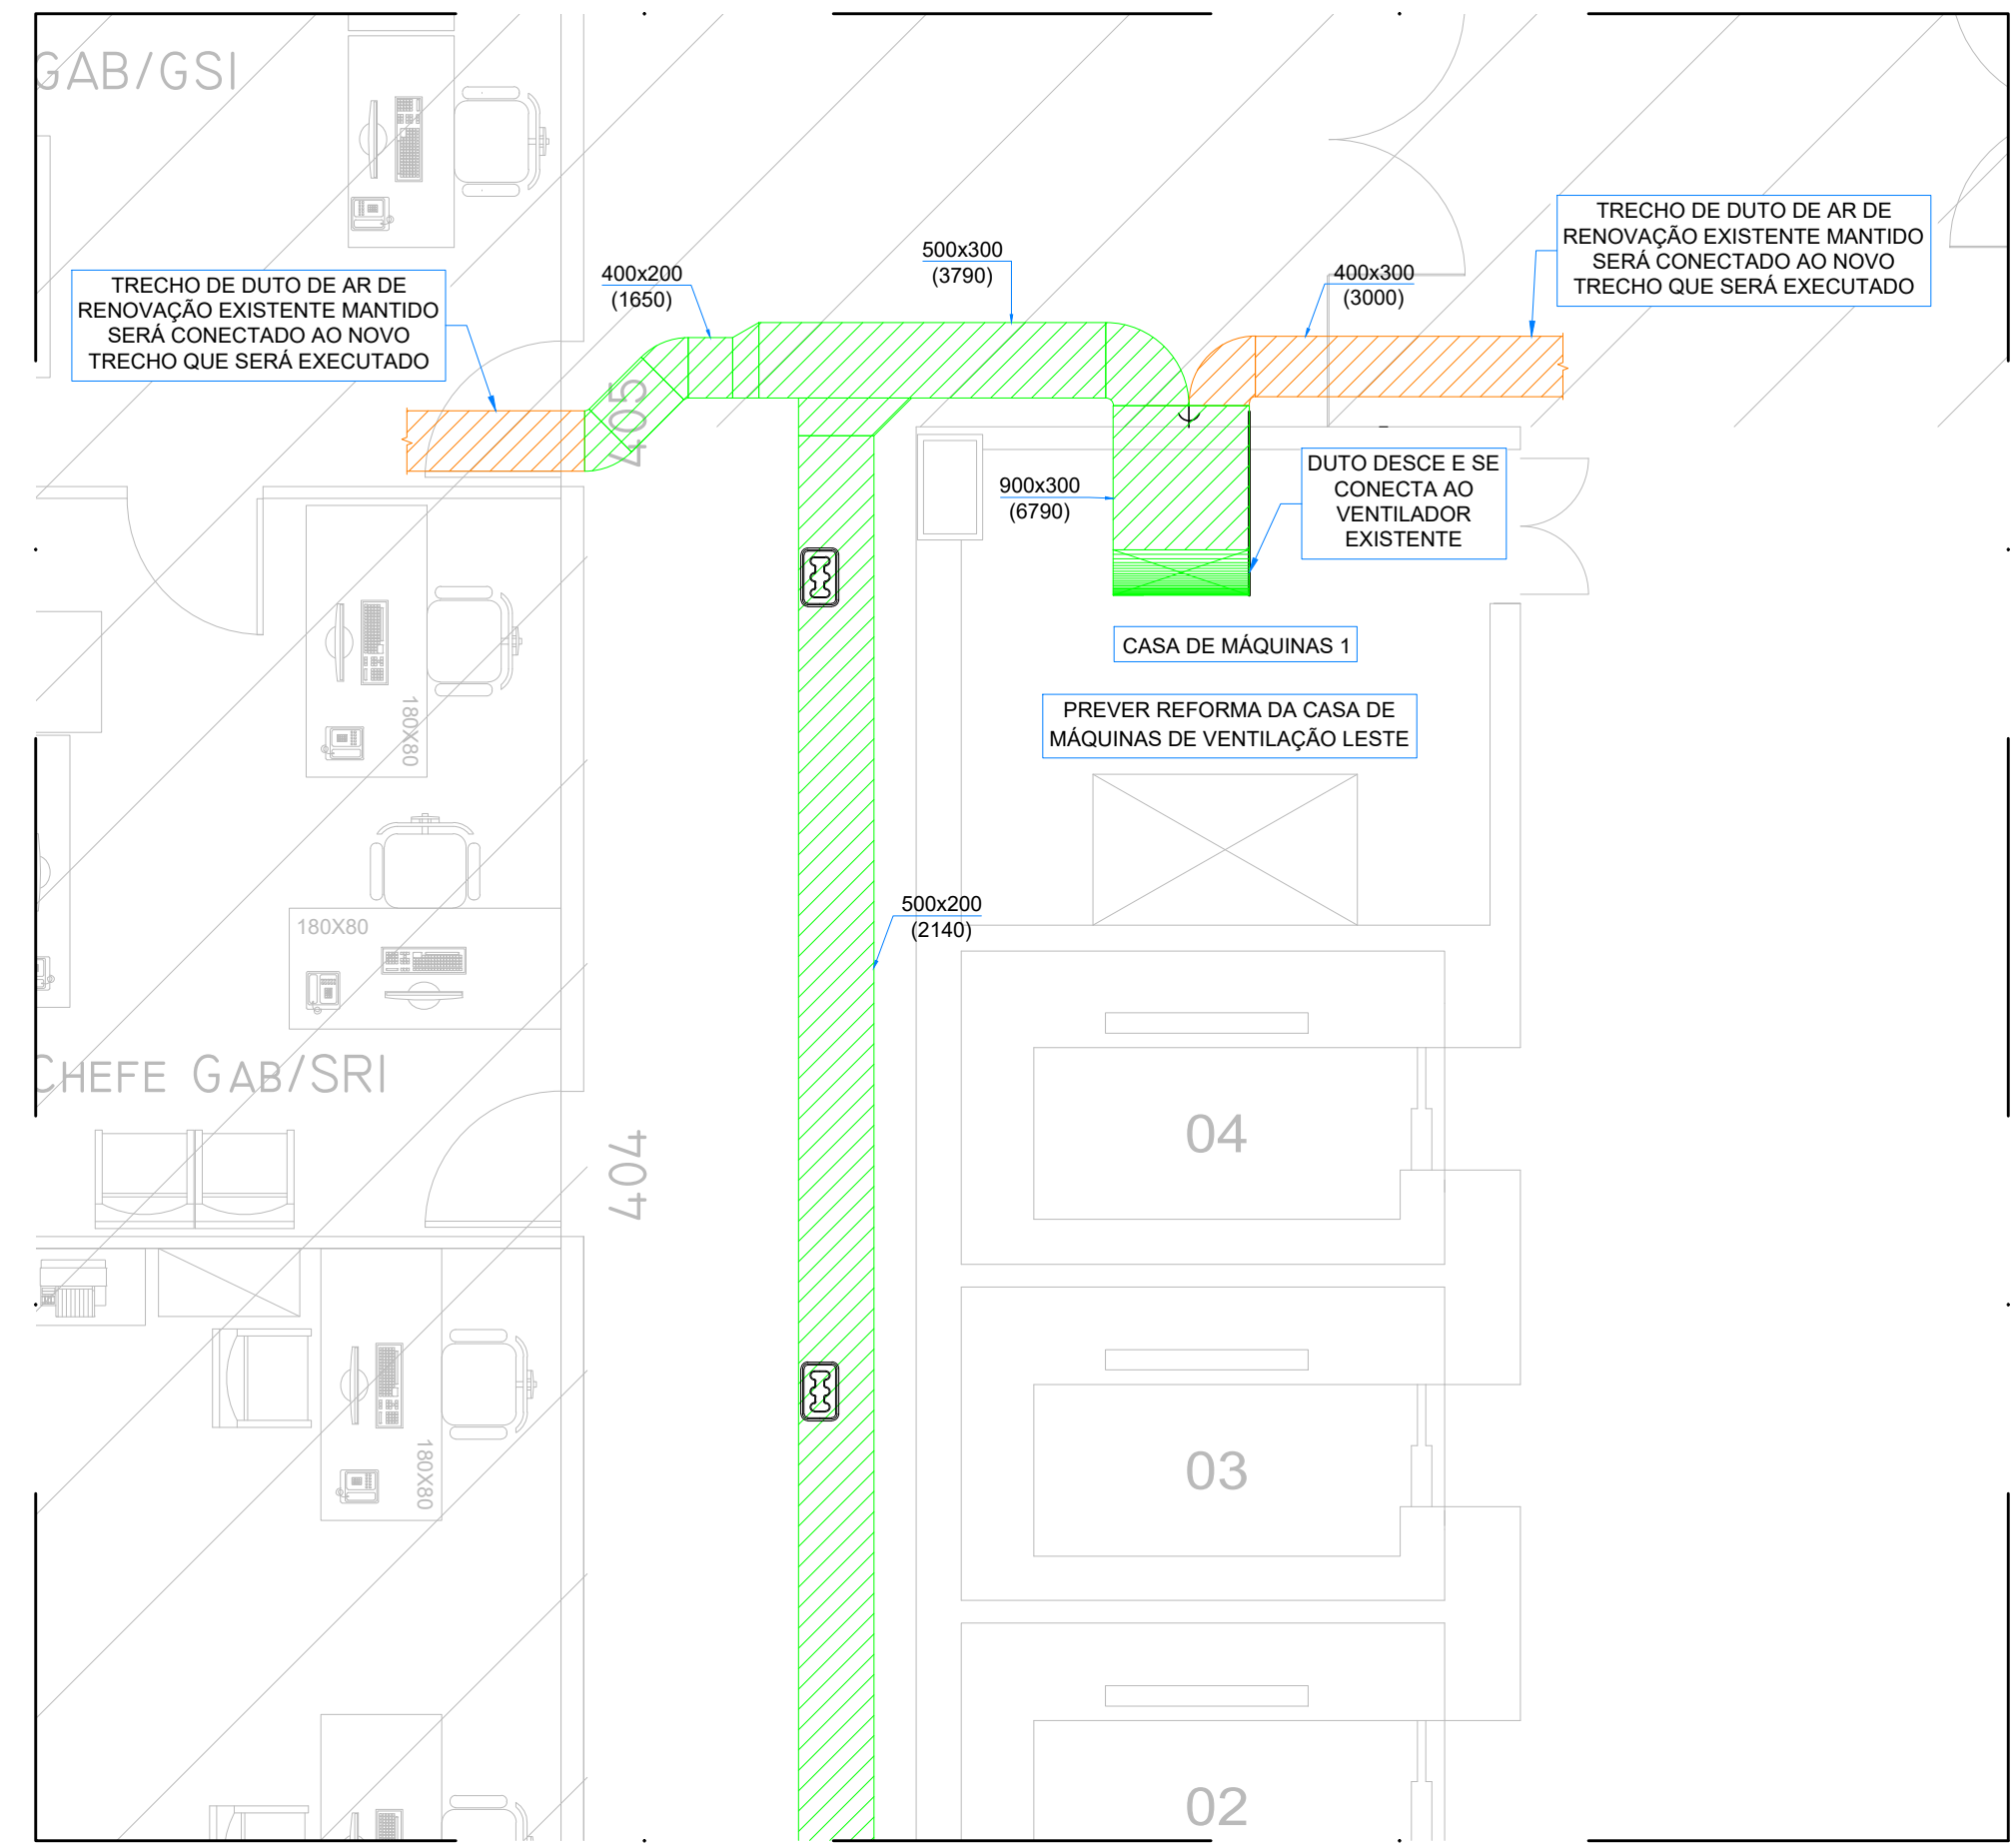 GAB/GSI
TRECHO DE DUTO DE AR DE
RENOVAÇÃO EXISTENTE MANTIDO
SERÁ CONECTADO AO NOVO
TRECHO QUE SERÁ EXECUTADO
400x200
(1650)
500x300
(3790)
400x300
(3000)
TRECHO DE DUTO DE AR DE
RENOVAÇÃO EXISTENTE MANTIDO
SERÁ CONECTADO AO NOVO
TRECHO QUE SERÁ EXECUTADO
405
900x300
(6790)
DUTO DESCE E SE
CONECTA AO
VENTILADOR
EXISTENTE
CASA DE MÁQUINAS 1
PREVER REFORMA DA CASA DE
MÁQUINAS DE VENTILAÇÃO LESTE
180X80
180X80
500x200
(2140)
CHEFE GAB/SRI
404
04
180X80
03
02